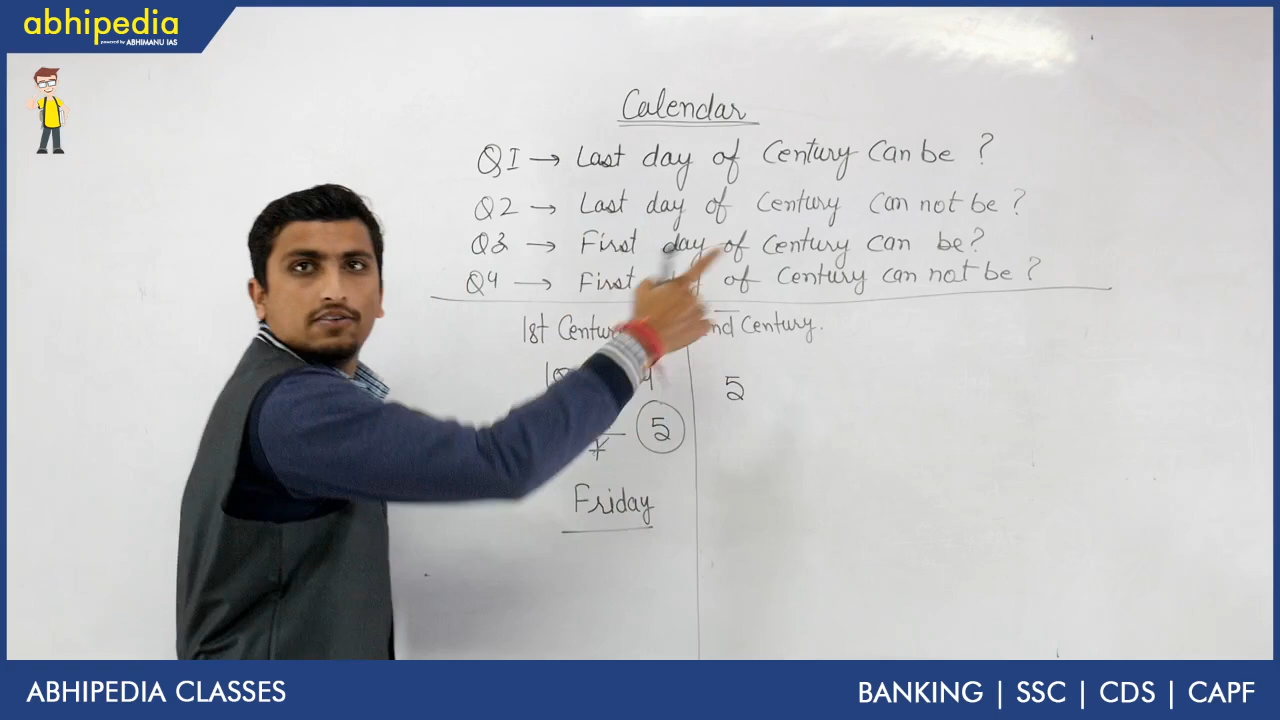 abhipedia
powered by ABHIMANU IAS
Calendar
Q1 → Last day of Century Can be ?
Q2 → Last day of Century Can not be ?
Q3 → First day of Century Can be?
Q4 → First of Century can not be ?
1st Century.
5
5
Friday
ABHIPEDIA CLASSES
BANKING | SSC | CDS | CAPF